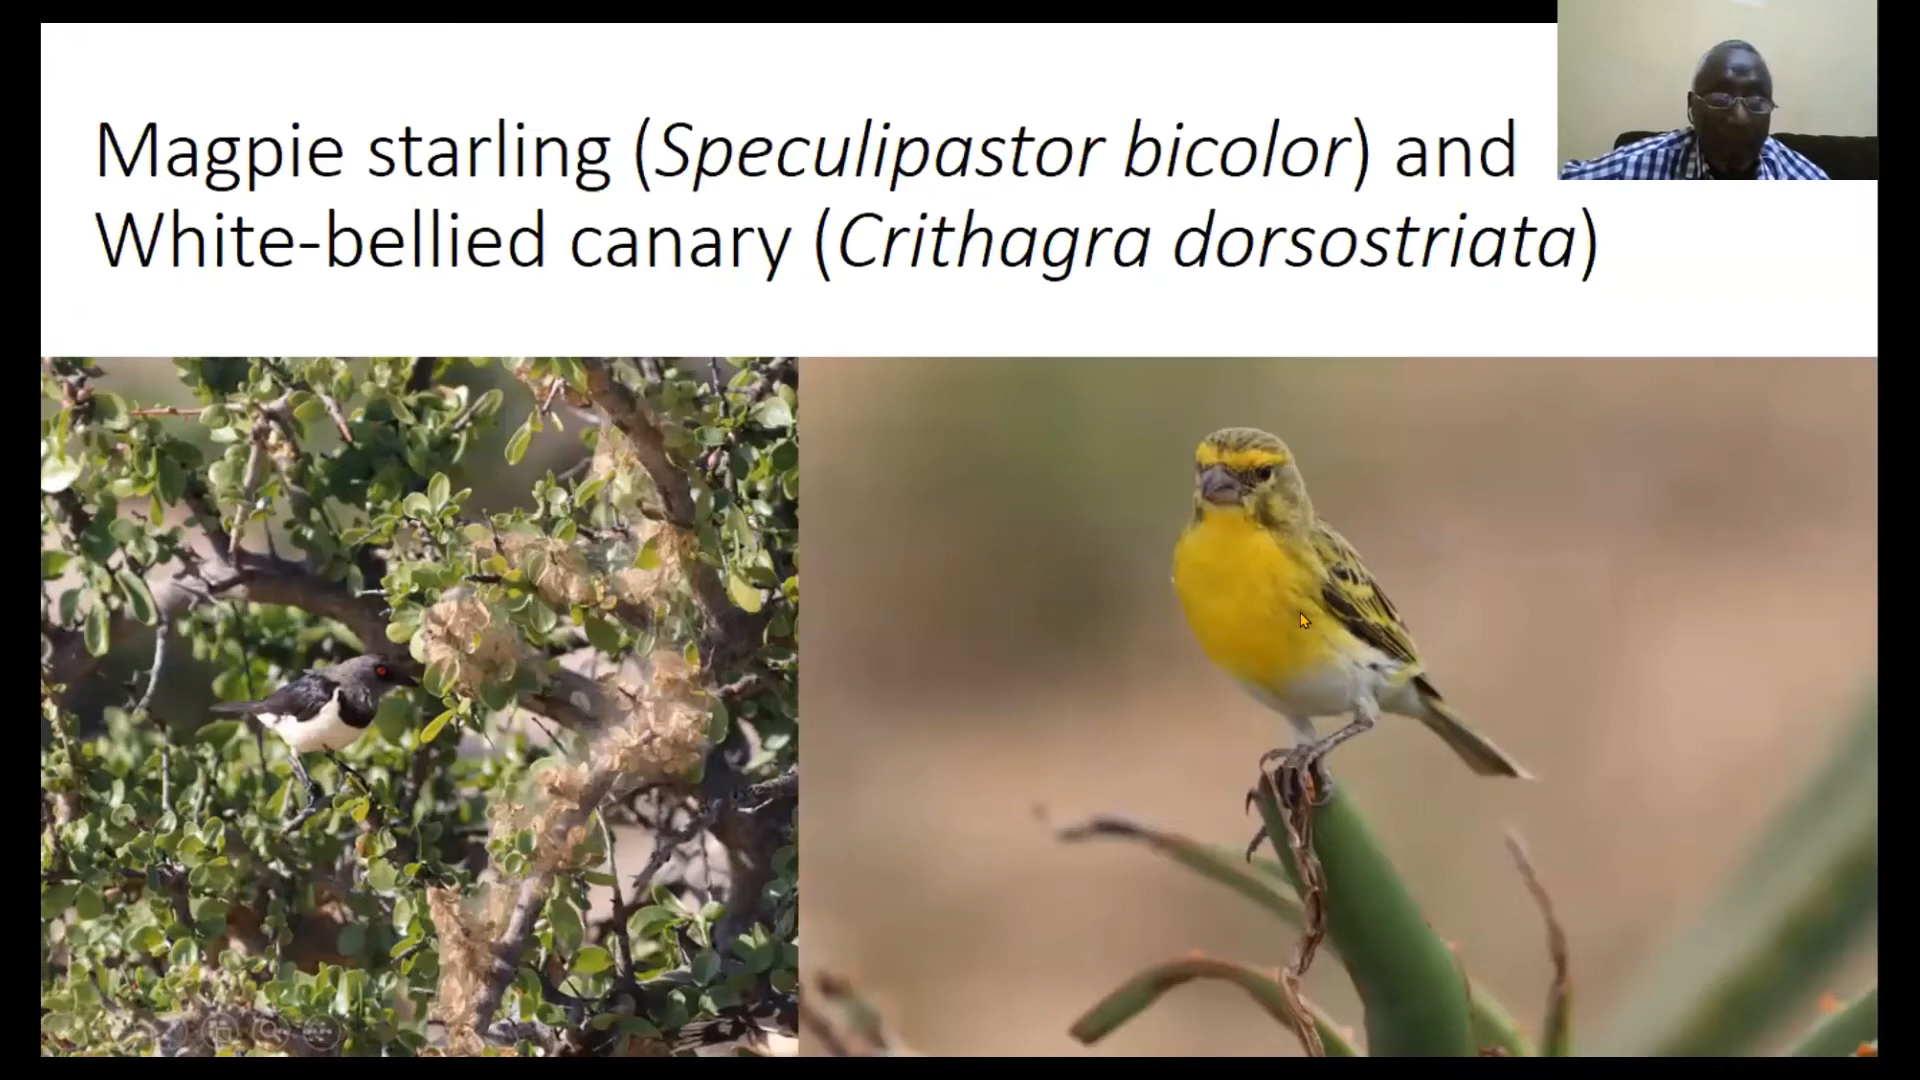 Magpie starling (Speculipastor bicolor) and
White-bellied canary (Crithagra dorsostriata)